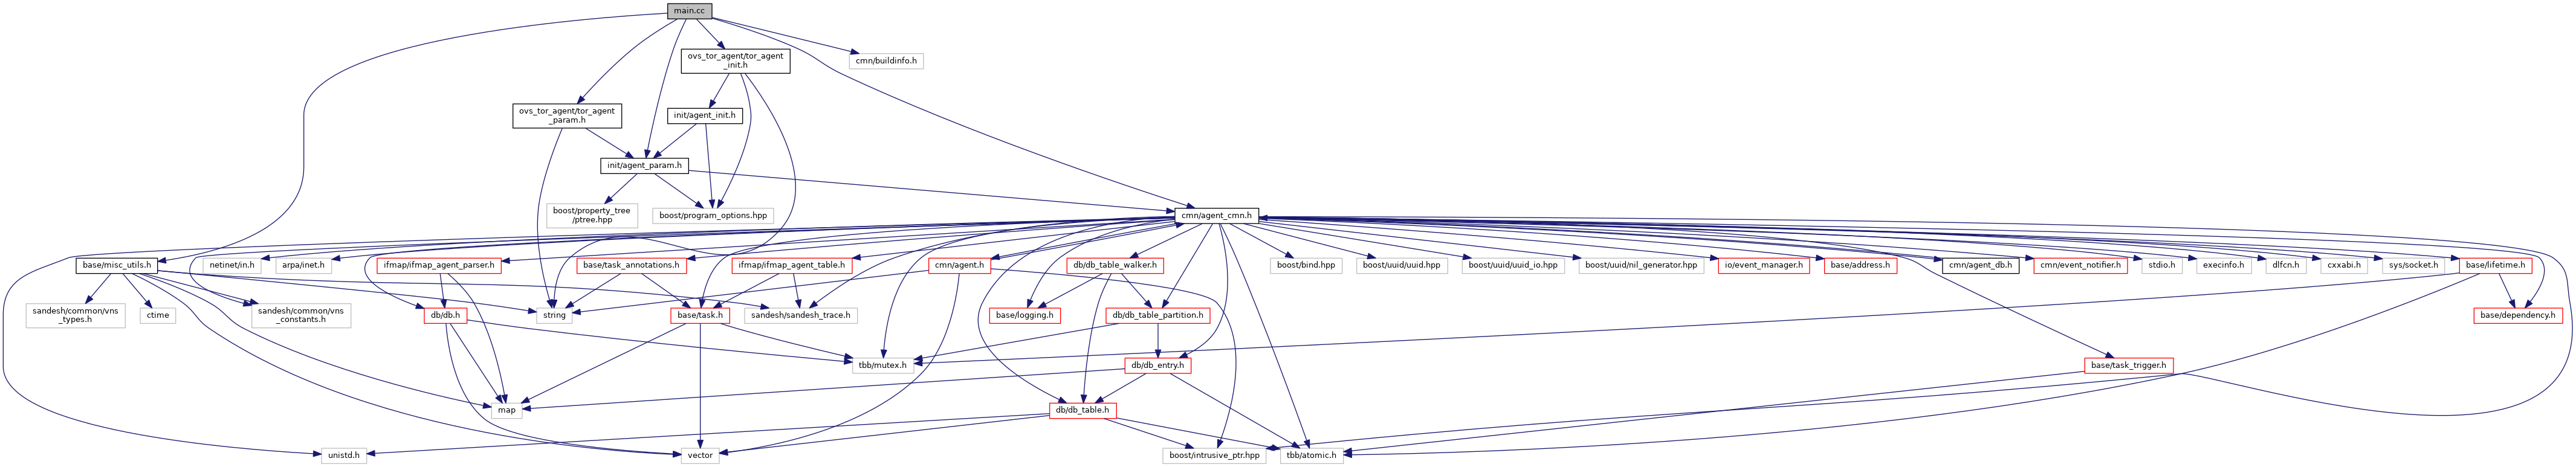 main.cc
cmn/buildinfo.h
ovs_tor_agent/tor_agent
_init.h
ovs_tor_agent/tor_agent
_param.h
init/agent_init.h
init/agent_param.h
boost/property_tree
/ptree.hpp
boost/program_options.hpp
cmn/agent_cmn.h
base/misc_utils.h
netinet/in.h
arpa/inet.h
ifmap/ifmap_agent_parser.h
base/task_annotations.h
ifmap/ifmap_agent_table.h
cmn/agent.h
db/db_table_walker.h
boost/bind.hpp
boost/uuid/uuid.hpp
boost/uuid/uuid_io.hpp
boost/uuid/nil_generator.hpp
io/event_manager.h
base/address.h
cmn/agent_db.h
cmn/event_notifier.h
stdio.h
execinfo.h
dlfcn.h
cxxabi.h
sys/socket.h
base/lifetime.h
sandesh/common/vns
_types.h
ctime
sandesh/common/vns
_constants.h
db/db.h
string
base/task.h
sandesh/sandesh_trace.h
base/logging.h
db/db_table_partition.h
base/dependency.h
tbb/mutex.h
db/db_entry.h
base/task_trigger.h
map
db/db_table.h
unistd.h
vector
boost/intrusive_ptr.hpp
tbb/atomic.h